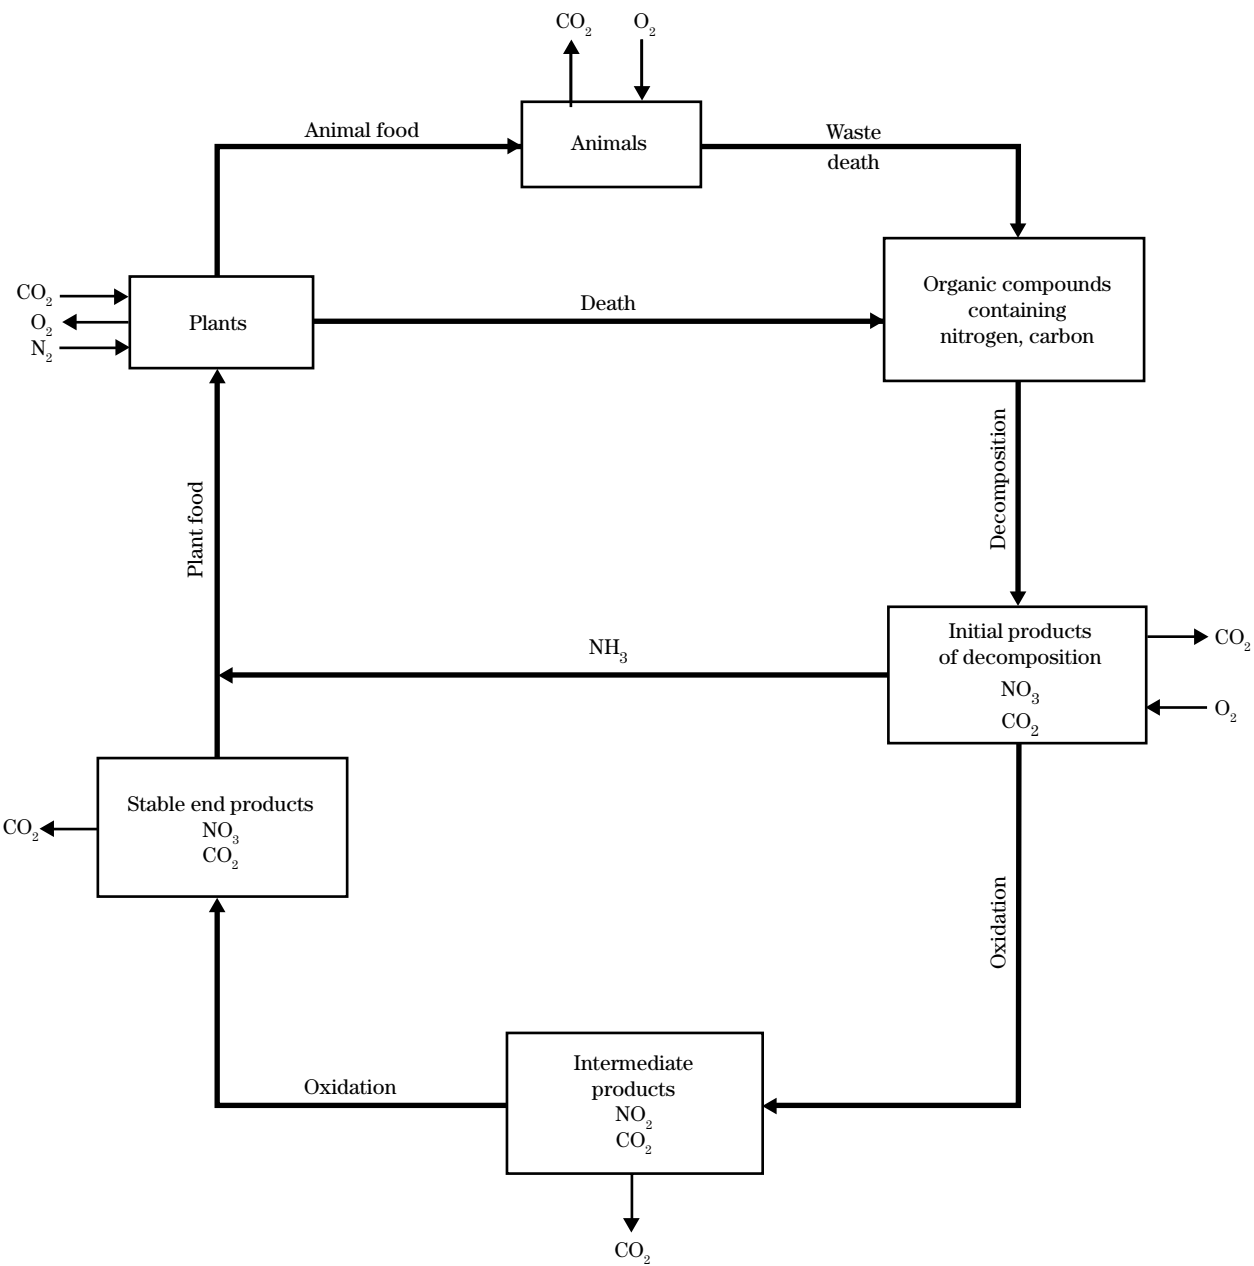 CO₂
O₂
Animal food
Animals
Waste
death
CO₂
O₂
N₂
Plants
Death
Organic compounds
containing
nitrogen, carbon
Decomposition
Plant food
Initial products
of decomposition
NO₃
CO₂
CO₂
O₂
NH₃
Stable end products
NO₃
CO₂
CO₂
Oxidation
Intermediate
products
NO₂
CO₂
Oxidation
CO₂